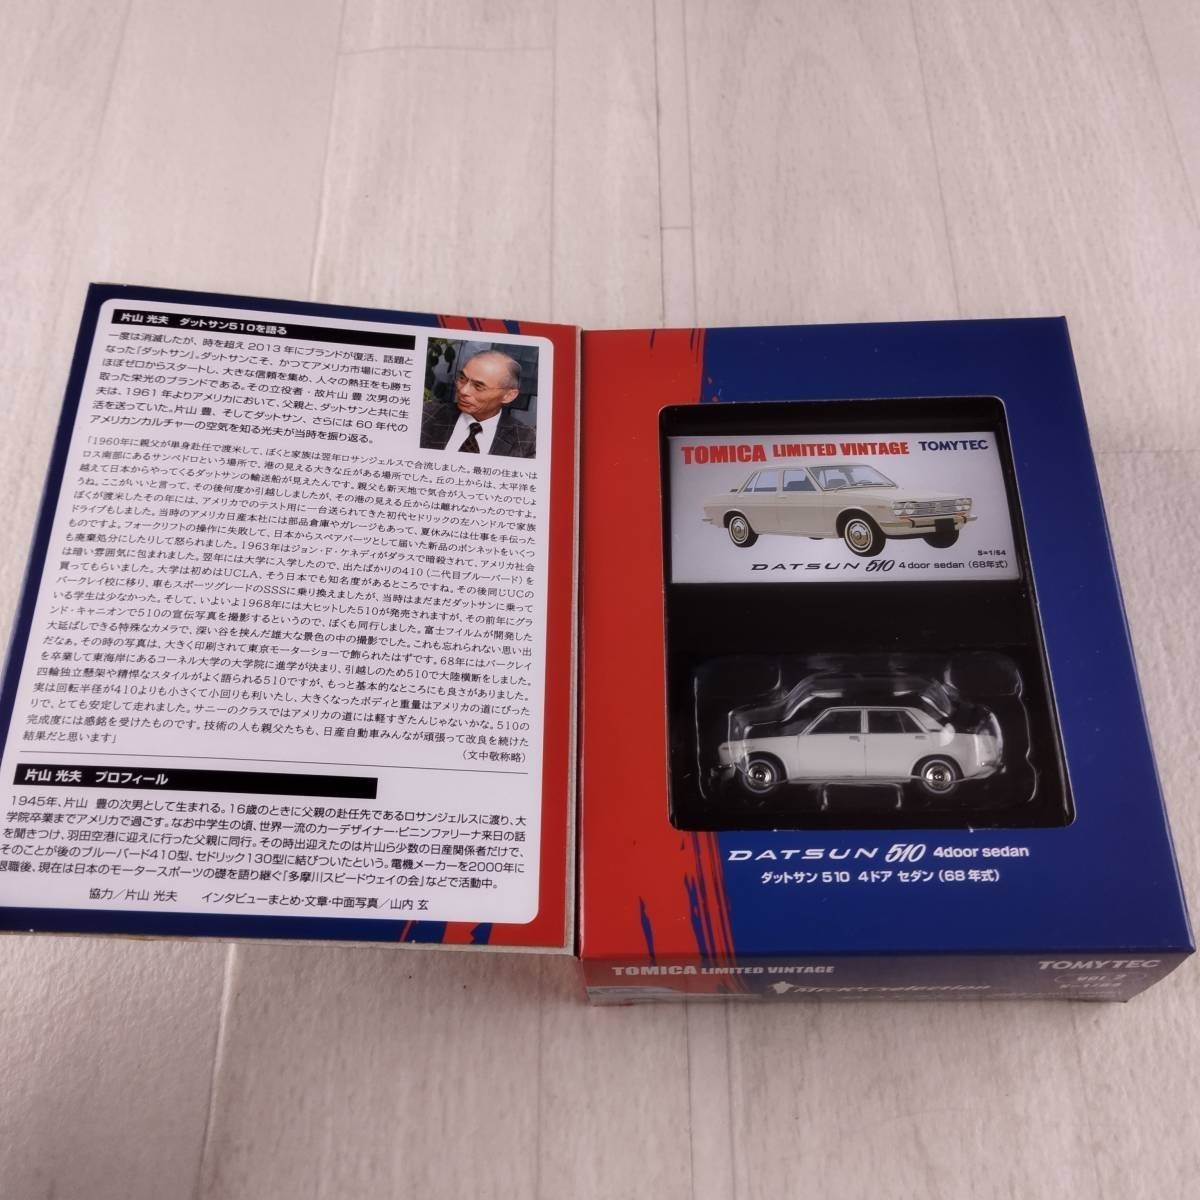 片山 光夫 ダットサン510を語る
一度は消滅したが、時を超え 2013 年にブランドが復活、話題と
なった「ダットサン」。ダットサンこそ、かつてアメリカ市場において
ほぼゼロからスタートし、大きな信頼を集め、人々の熱狂をも勝ち
取った栄光のブランドである。その立役者・故片山 豊 次男の光
夫は、1961 年よりアメリカにおいて、父親と、ダットサンと共に生
活を送っていた。片山 豊、そしてダットサン、さらには 60 年代の
アメリカンカルチャーの空気を知る光夫が当時を振り返る。
「1960年に親父が単身赴任で渡米して、ぼくと家族は翌年ロサンジェルスで合流しました。最初の住まいは
ロス南部にあるサンペドロという場所で、港の見える大きな丘がある場所でした。丘の上からは、太平洋を
越えて日本からやってくるダットサンの輸送船が見えたんです。親父も新天地で気合が入っていたのでしょ
うね。ここがいいと言って、その後何度か引越ししましたが、その港の見える丘からは離れなかったのですよ。
ぼくが渡米したその年には、アメリカでのテスト用に一台送られてきた初代セドリックの左ハンドルで家族
ドライブもしました。当時のアメリカ日産本社には部品倉庫やガレージもあって、夏休みには仕事を手伝った
ものですよ。フォークリフトの操作に失敗して、日本からスペアパーツとして届いた新品のボンネットをいくつ
も廃棄処分にしたりして怒られました。1963年はジョン・F・ケネディがダラスで暗殺されて、アメリカ社会
は暗い雰囲気に包まれました。翌年には大学に入学したので、出たばかりの410(二代目ブルーバード)を
買ってもらいました。大学は初めはUCLA、そう日本でも知名度があるところですね。その後同じUCの
バークレイ校に移り、車もスポーツグレードのSSSに乗り換えましたが、当時はまだまだダットサンに乗って
いる学生は少なかった。そして、いよいよ1968年には大ヒットした510が発売されますが、その前年にグラ
ンド・キャニオンで510の宣伝写真を撮影するというので、ぼくも同行しました。富士フイルムが開発した
大延ばしできる特殊なカメラで、深い谷を挟んだ雄大な景色の中の撮影でした。これも忘れられない思い出
だなぁ。その時の写真は、大きく印刷されて東京モーターショーで飾られたはずです。68年にはバークレイ
を卒業して東海岸にあるコーネル大学の大学院に進学が決まり、引越しのため510で大陸横断をしました。
四輪独立懸架や精悍なスタイルがよく語られる510ですが、もっと基本的なところにも良さがありました。
実は回転半径が410よりも小さくて小回りも利いたし、大きくなったボディと重量はアメリカの道にぴった
りで、とても安定して走れました。サニーのクラスではアメリカの道には軽すぎたんじゃないかな。510の
完成度には感銘を受けたものです。技術の人も親父たちも、日産自動車みんなが頑張って改良を続けた
結果だと思います」
(文中敬称略)
片山 光夫 プロフィール
1945年、片山 豊の次男として生まれる。16歳のときに父親の赴任先であるロサンジェルスに渡り、大
学院卒業までアメリカで過ごす。なお中学生の頃、世界一流のカーデザイナー・ピニンファリーナ来日の話
を聞きつけ、羽田空港に迎えに行った父親に同行。その時出迎えたのは片山ら少数の日産関係者だけで、
そのことが後のブルーバード410型、セドリック130型に結びついたという。電機メーカーを2000年に
退職後、現在は日本のモータースポーツの礎を語り継ぐ「多摩川スピードウェイの会」などで活動中。
協力／片山 光夫 インタビューまとめ・文章・中面写真／山内 玄
TOMICA LIMITED VINTAGE TOMYTEC
S=1/64
DATSUN 510 4door sedan (68年式)
DATSUN 510 4door sedan
ダットサン 510 4ドア セダン (68年式)
TOMICA LIMITED VINTAGE TOMYTEC
Mr.K's selection vol.2
S=1/64